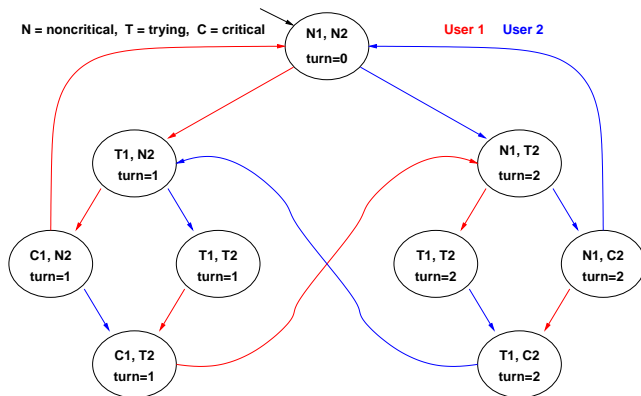 N = noncritical, T = trying, C = critical
User 1 User 2
N1, N2
turn=0
T1, N2
turn=1
N1, T2
turn=2
C1, N2
turn=1
T1, T2
turn=1
T1, T2
turn=2
N1, C2
turn=2
C1, T2
turn=1
T1, C2
turn=2